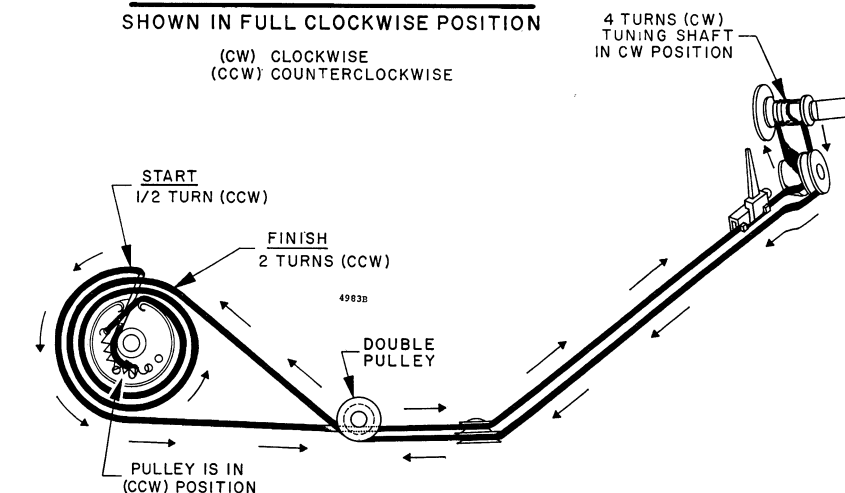 SHOWN IN FULL CLOCKWISE POSITION
(CW) CLOCKWISE
(CCW) COUNTERCLOCKWISE
4 TURNS (CW)
TUNING SHAFT
IN CW POSITION
START
1/2 TURN (CCW)
FINISH
2 TURNS (CCW)
4983B
DOUBLE
PULLEY
PULLEY IS IN
(CCW) POSITION